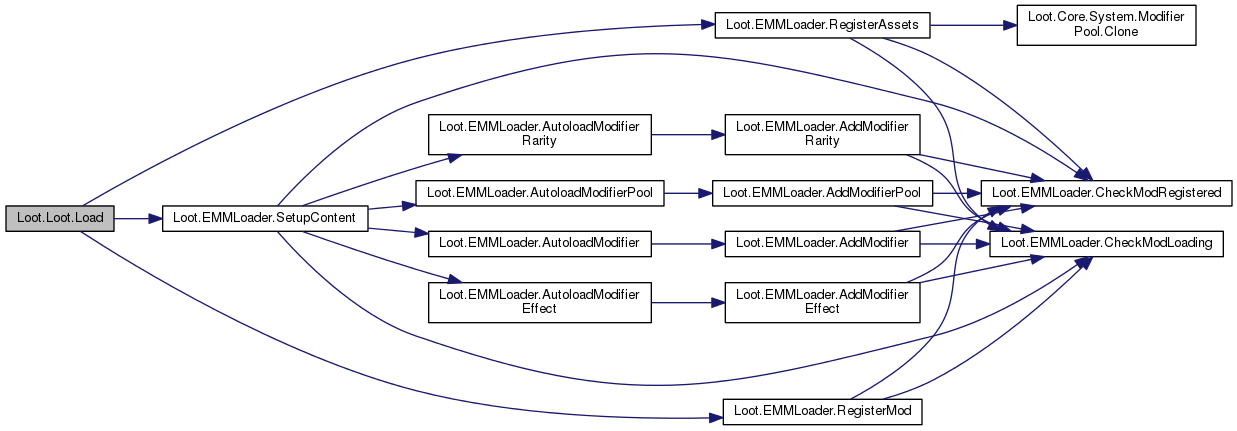 Loot.Loot.Load
Loot.EMMLoader.SetupContent
Loot.EMMLoader.AutoloadModifier
Rarity
Loot.EMMLoader.AutoloadModifierPool
Loot.EMMLoader.AutoloadModifier
Loot.EMMLoader.AutoloadModifier
Effect
Loot.EMMLoader.RegisterAssets
Loot.EMMLoader.AddModifier
Rarity
Loot.EMMLoader.AddModifierPool
Loot.EMMLoader.AddModifier
Loot.EMMLoader.AddModifier
Effect
Loot.EMMLoader.RegisterMod
Loot.Core.System.Modifier
Pool.Clone
Loot.EMMLoader.CheckModRegistered
Loot.EMMLoader.CheckModLoading